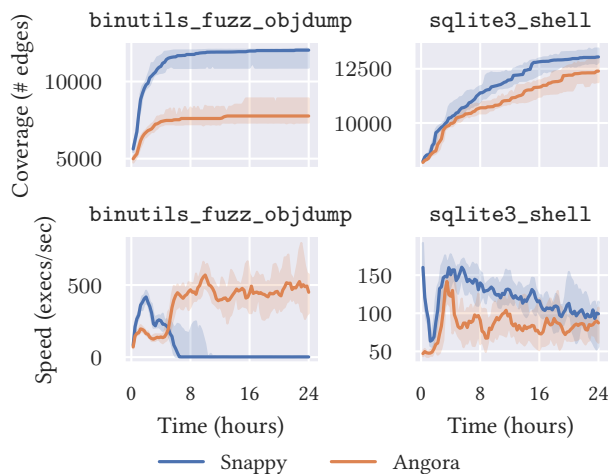 binutils_fuzz_objdump sqlite3_shell
Coverage (# edges)
10000
5000
12500
10000
binutils_fuzz_objdump sqlite3_shell
Speed (execs/sec)
500
0
150
100
50
0 8 16 24 0 8 16 24
Time (hours) Time (hours)
Snappy Angora